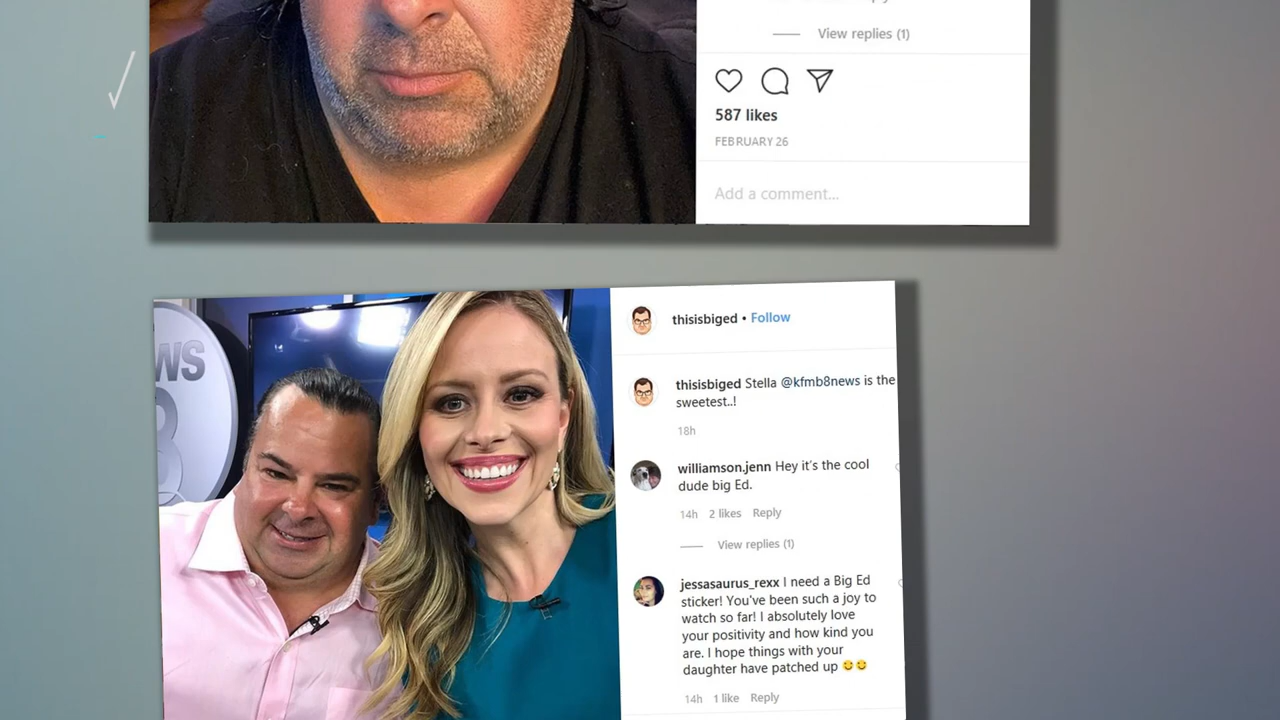 View replies (1)
587 likes
FEBRUARY 26
Add a comment...
WS
8
thisisbiged • Follow
thisisbiged Stella @kfmb8news is the
sweetest..!
18h
williamson.jenn Hey it's the cool
dude big Ed.
14h 2 likes Reply
View replies (1)
jessasaurus_rexx I need a Big Ed
sticker! You've been such a joy to
watch so far! I absolutely love
your positivity and how kind you
are. I hope things with your
daughter have patched up 😊😊
14h 1 like Reply